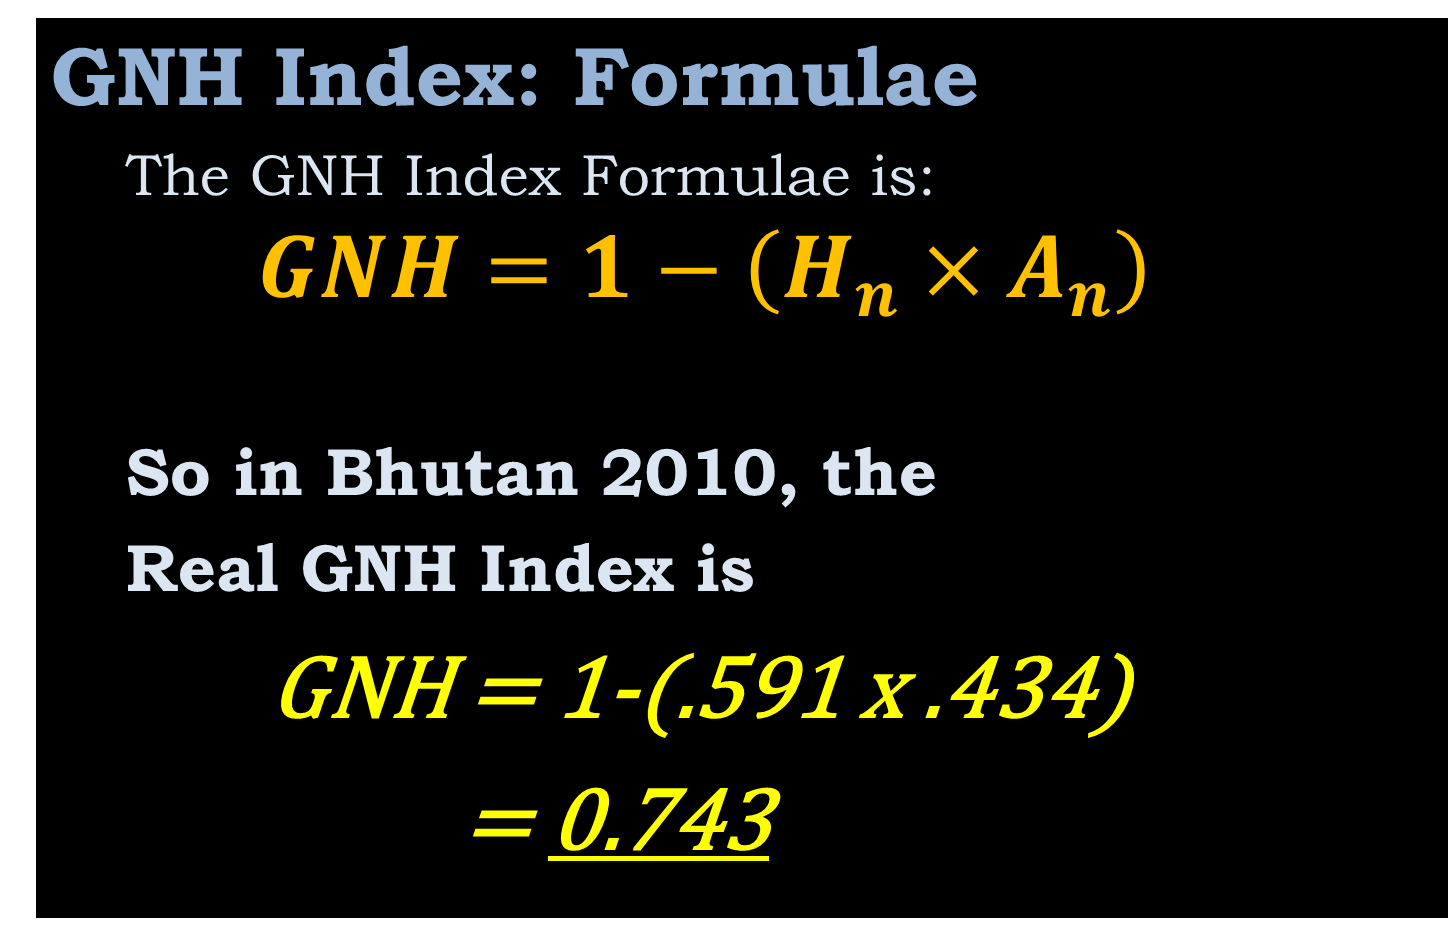 GNH Index: Formulae
The GNH Index Formulae is:
GNH = 1 − (Hₙ × Aₙ)
So in Bhutan 2010, the
Real GNH Index is
GNH = 1-(.591 x .434)
= 0.743